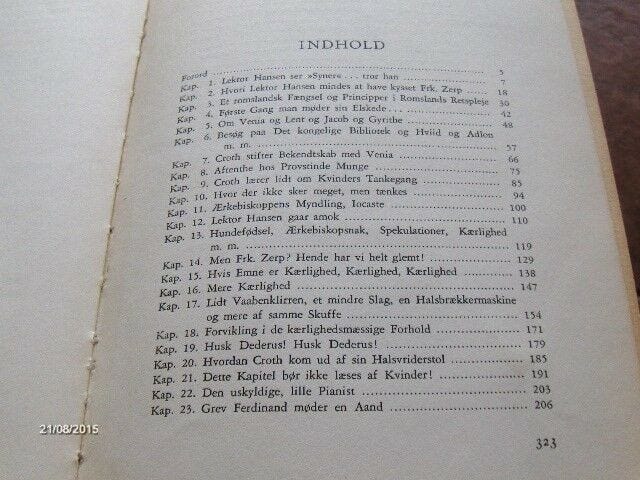 INDHOLD
Forord ........ 5
Kap. 1. Lektor Hansen ser »Syner« . . . tror han ........ 7
Kap. 2. Hvori Lektor Hansen mindes at have kysset Frk. Zerp .. 18
Kap. 3. Et romslandsk Fængsel og Principper i Romslands Retspleje 30
Kap. 4. Første Gang man møder sin Elskede . . . ........ 42
Kap. 5. Om Venia og Lent og Jacob og Gyrithe ........ 48
Kap. 6. Besøg paa Det kongelige Bibliotek og Hviid og Adlon
m. m. ........ 57
Kap. 7. Croth stifter Bekendtskab med Venia ........ 66
Kap. 8. Aftenthe hos Provstinde Munge ........ 75
Kap. 9. Croth lærer lidt om Kvinders Tankegang ........ 85
Kap. 10. Hvor der ikke sker meget, men tænkes ........ 94
Kap. 11. Ærkebiskoppens Myndling, Iocaste ........ 100
Kap. 12. Lektor Hansen gaar amok ........ 110
Kap. 13. Hundefødsel, Ærkebiskopsnak, Spekulationer, Kærlighed
m. m. ........ 119
Kap. 14. Men Frk. Zerp? Hende har vi helt glemt! ........ 129
Kap. 15. Hvis Emne er Kærlighed, Kærlighed, Kærlighed ........ 138
Kap. 16. Mere Kærlighed ........ 147
Kap. 17. Lidt Vaabenklirren, et mindre Slag, en Halsbrækkermaskine
og mere af samme Skuffe ........ 154
Kap. 18. Forvikling i de kærlighedsmæssige Forhold ........ 171
Kap. 19. Husk Dederus! Husk Dederus! ........ 179
Kap. 20. Hvordan Croth kom ud af sin Halsvriderstol ........ 185
Kap. 21. Dette Kapitel bør ikke læses af Kvinder! ........ 191
Kap. 22. Den uskyldige, lille Pianist ........ 203
Kap. 23. Grev Ferdinand møder en Aand ........ 206
323
21/08/2015